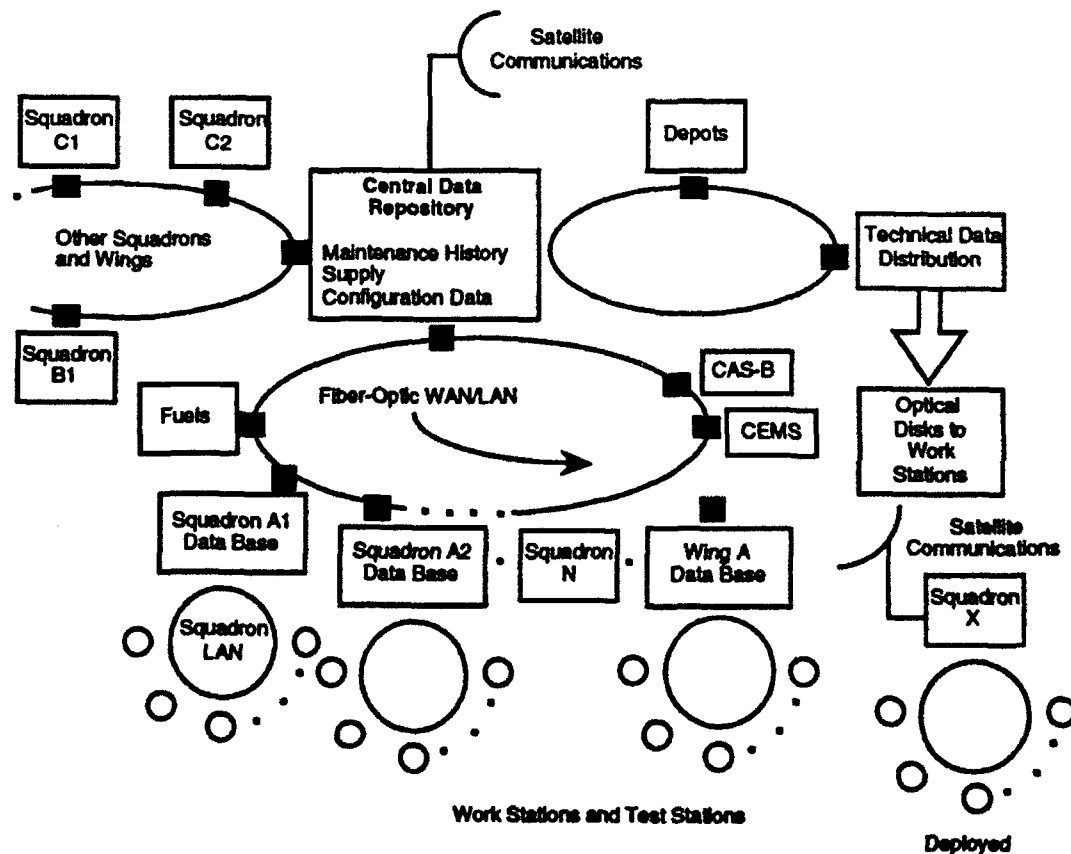 Satellite
Communications
Squadron
C1
Squadron
C2
Depots
Central Data
Repository
Maintenance History
Supply
Configuration Data
Other Squadrons
and Wings
Technical Data
Distribution
Squadron
B1
Fuels
Fiber-Optic WAN/LAN
CAS-B
CEMS
Optical
Disks to
Work
Stations
Squadron A1
Data Base
Squadron A2
Data Base
Squadron
N
Wing A
Data Base
Satellite
Communications
Squadron
X
Squadron
LAN
Work Stations and Test Stations
Deployed